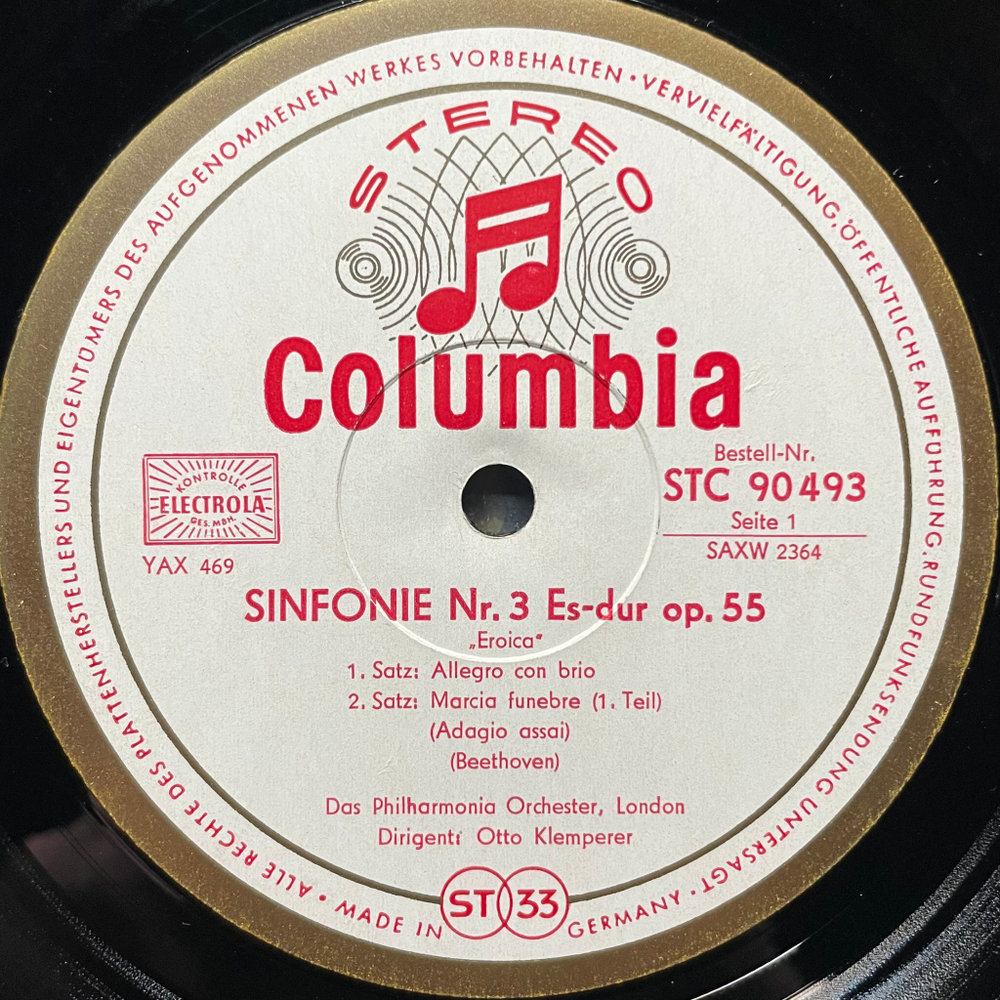 ALLE RECHTE DES PLATTENHERSTELLERS UND EIGENTÜMERS DES AUFGENOMMENEN WERKES VORBEHALTEN · VERVIELFÄLTIGUNG, ÖFFENTLICHE AUFFÜHRUNG, RUNDFUNKSENDUNG UNTERSAGT ·
STEREO
Columbia
KONTROLLE
ELECTROLA
GES. MBH.
YAX 469
Bestell-Nr.
STC 90 493
Seite 1
SAXW 2364
SINFONIE Nr. 3 Es-dur op. 55
„Eroica“
1. Satz: Allegro con brio
2. Satz: Marcia funebre (1. Teil)
(Adagio assai)
(Beethoven)
Das Philharmonia Orchester, London
Dirigent: Otto Klemperer
· MADE IN ST 33 GERMANY ·